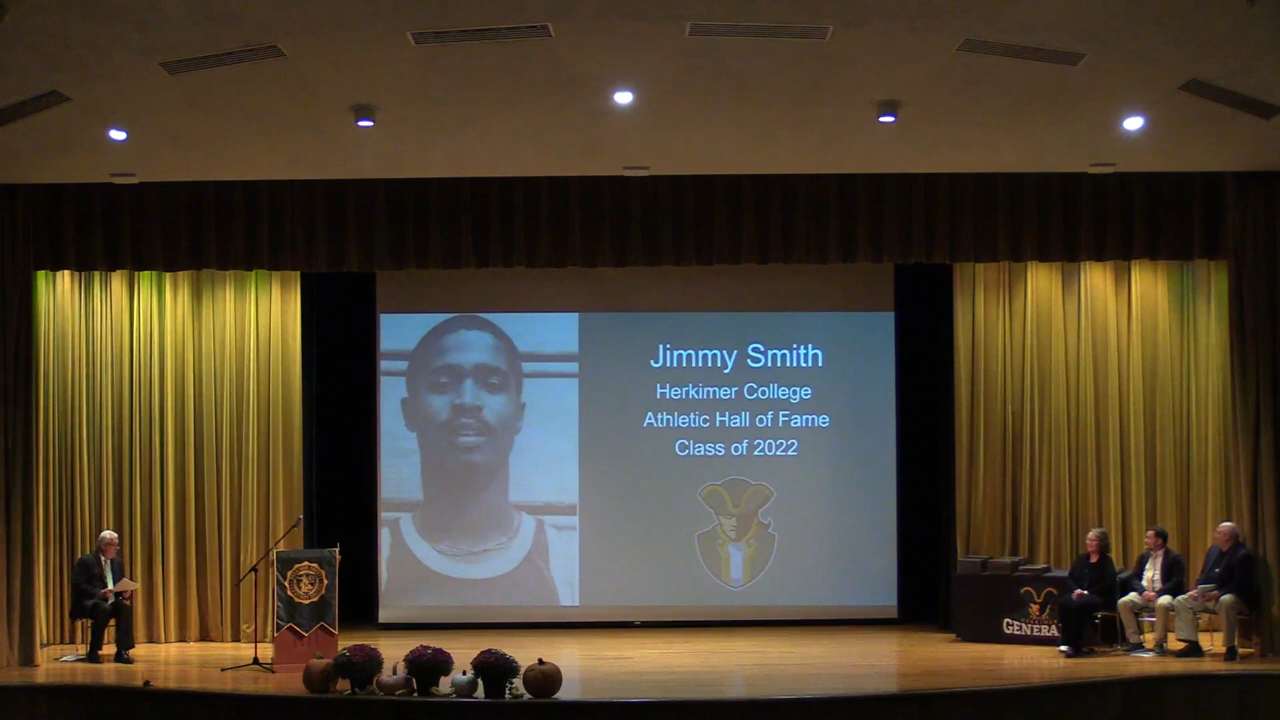 Jimmy Smith
Herkimer College
Athletic Hall of Fame
Class of 2022
GENERA